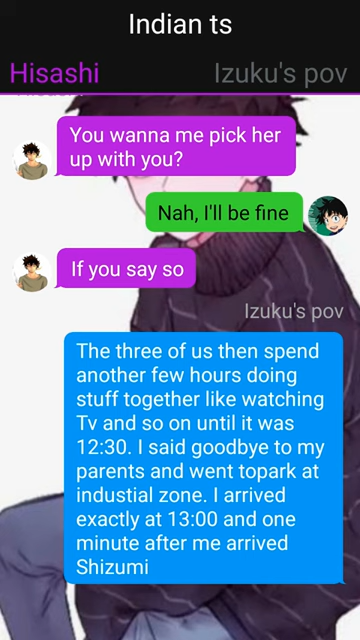 Indian ts
Hisashi
Izuku's pov
You wanna me pick her
up with you?
Nah, I'll be fine
If you say so
Izuku's pov
The three of us then spend
another few hours doing
stuff together like watching
Tv and so on until it was
12:30. I said goodbye to my
parents and went topark at
industial zone. I arrived
exactly at 13:00 and one
minute after me arrived
Shizumi